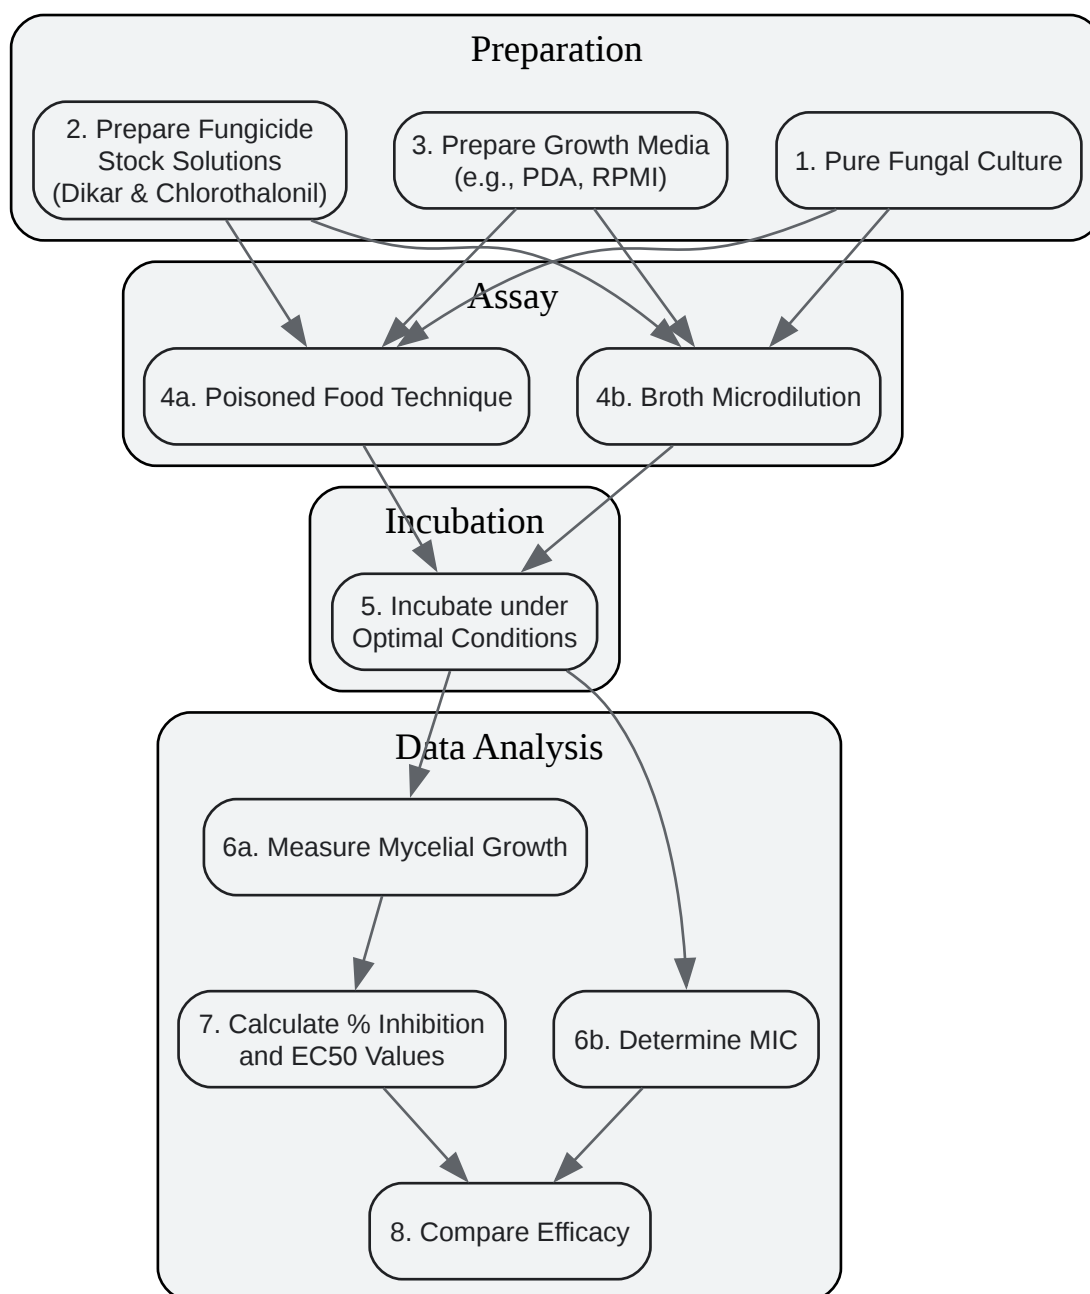 Preparation
2. Prepare Fungicide
Stock Solutions
(Dikar & Chlorothalonil)
3. Prepare Growth Media
(e.g., PDA, RPMI)
1. Pure Fungal Culture
Assay
4a. Poisoned Food Technique
4b. Broth Microdilution
Incubation
5. Incubate under
Optimal Conditions
Data Analysis
6a. Measure Mycelial Growth
7. Calculate % Inhibition
and EC50 Values
6b. Determine MIC
8. Compare Efficacy